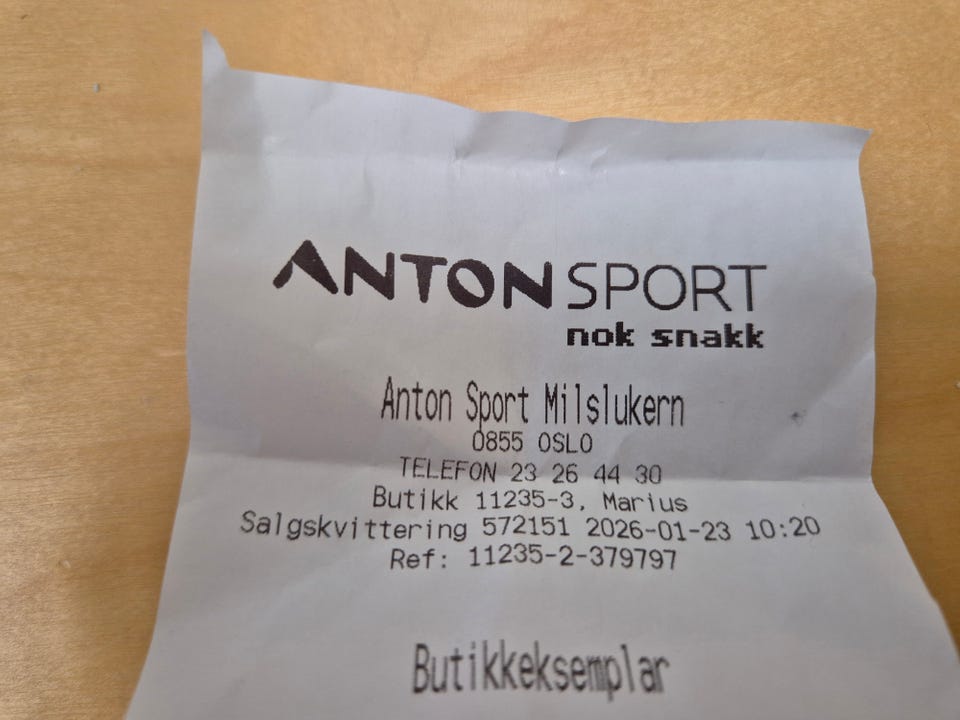 ANTON SPORT
nok snakk
Anton Sport Milslukern
0855 OSLO
TELEFON 23 26 44 30
Butikk 11235-3, Marius
Salgskvittering 572151 2026-01-23 10:20
Ref: 11235-2-379797
Butikkeksemplar